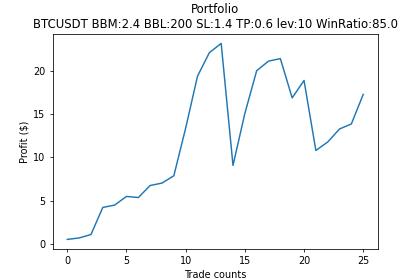 Portfolio
BTCUSDT BBM:2.4 BBL:200 SL:1.4 TP:0.6 lev:10 WinRatio:85.0
Profit ($)
20
15
10
5
0
0 5 10 15 20 25
Trade counts